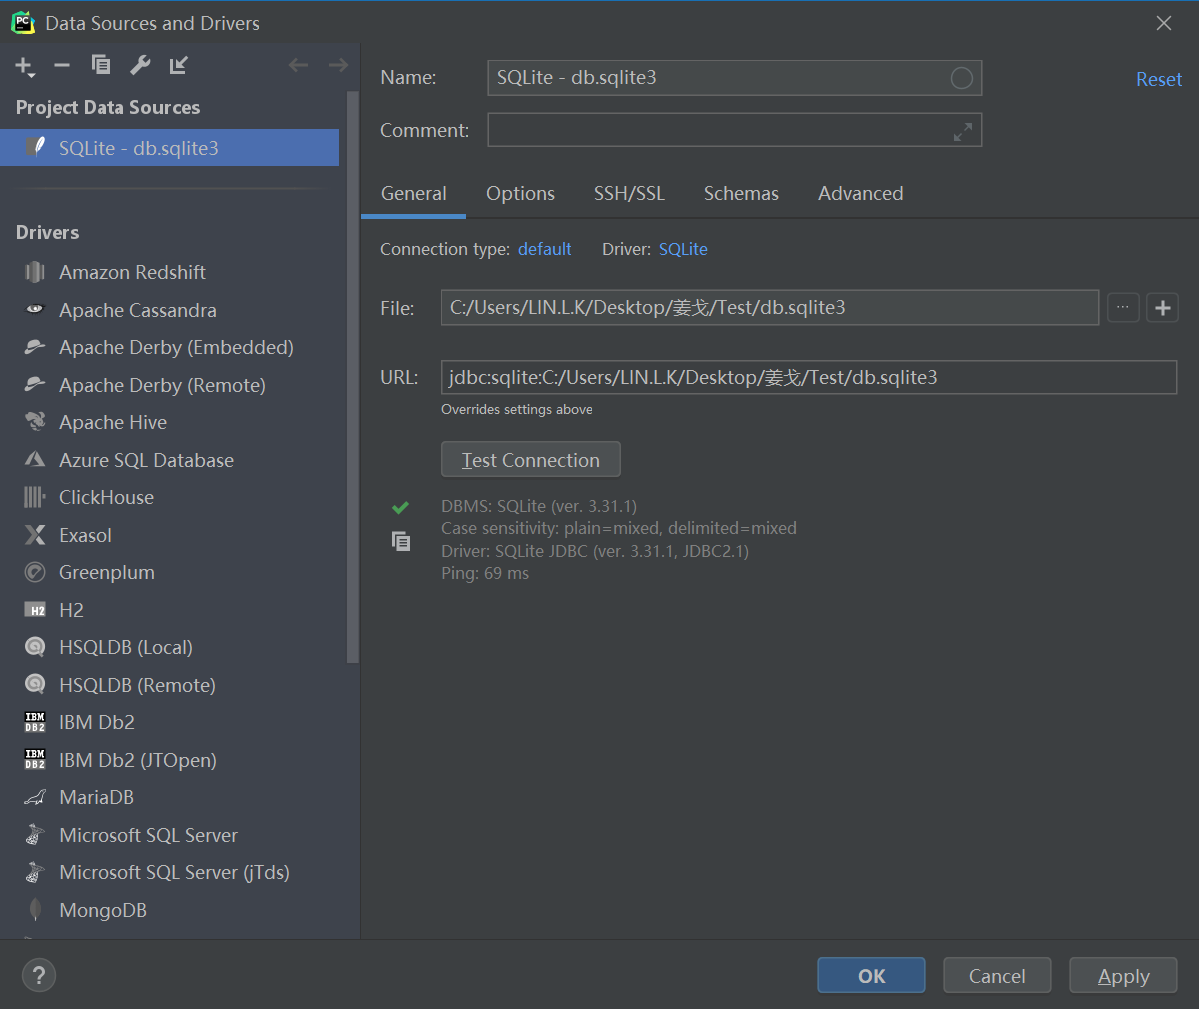 PC Data Sources and Drivers
Name: SQLite - db.sqlite3 Reset
Project Data Sources
Comment:
SQLite - db.sqlite3
General Options SSH/SSL Schemas Advanced
Drivers
Connection type: default Driver: SQLite
Amazon Redshift
Apache Cassandra
File: C:/Users/LIN.L.K/Desktop/姜戈/Test/db.sqlite3 ... +
Apache Derby (Embedded)
Apache Derby (Remote)
URL: jdbc:sqlite:C:/Users/LIN.L.K/Desktop/姜戈/Test/db.sqlite3
Overrides settings above
Apache Hive
Azure SQL Database
Test Connection
ClickHouse
DBMS: SQLite (ver. 3.31.1)
Case sensitivity: plain=mixed, delimited=mixed
Exasol
Driver: SQLite JDBC (ver. 3.31.1, JDBC2.1)
Greenplum
Ping: 69 ms
H2 H2
HSQLDB (Local)
HSQLDB (Remote)
IBM DB2 IBM Db2
IBM DB2 IBM Db2 (JTOpen)
MariaDB
Microsoft SQL Server
Microsoft SQL Server (jTds)
MongoDB
? OK Cancel Apply